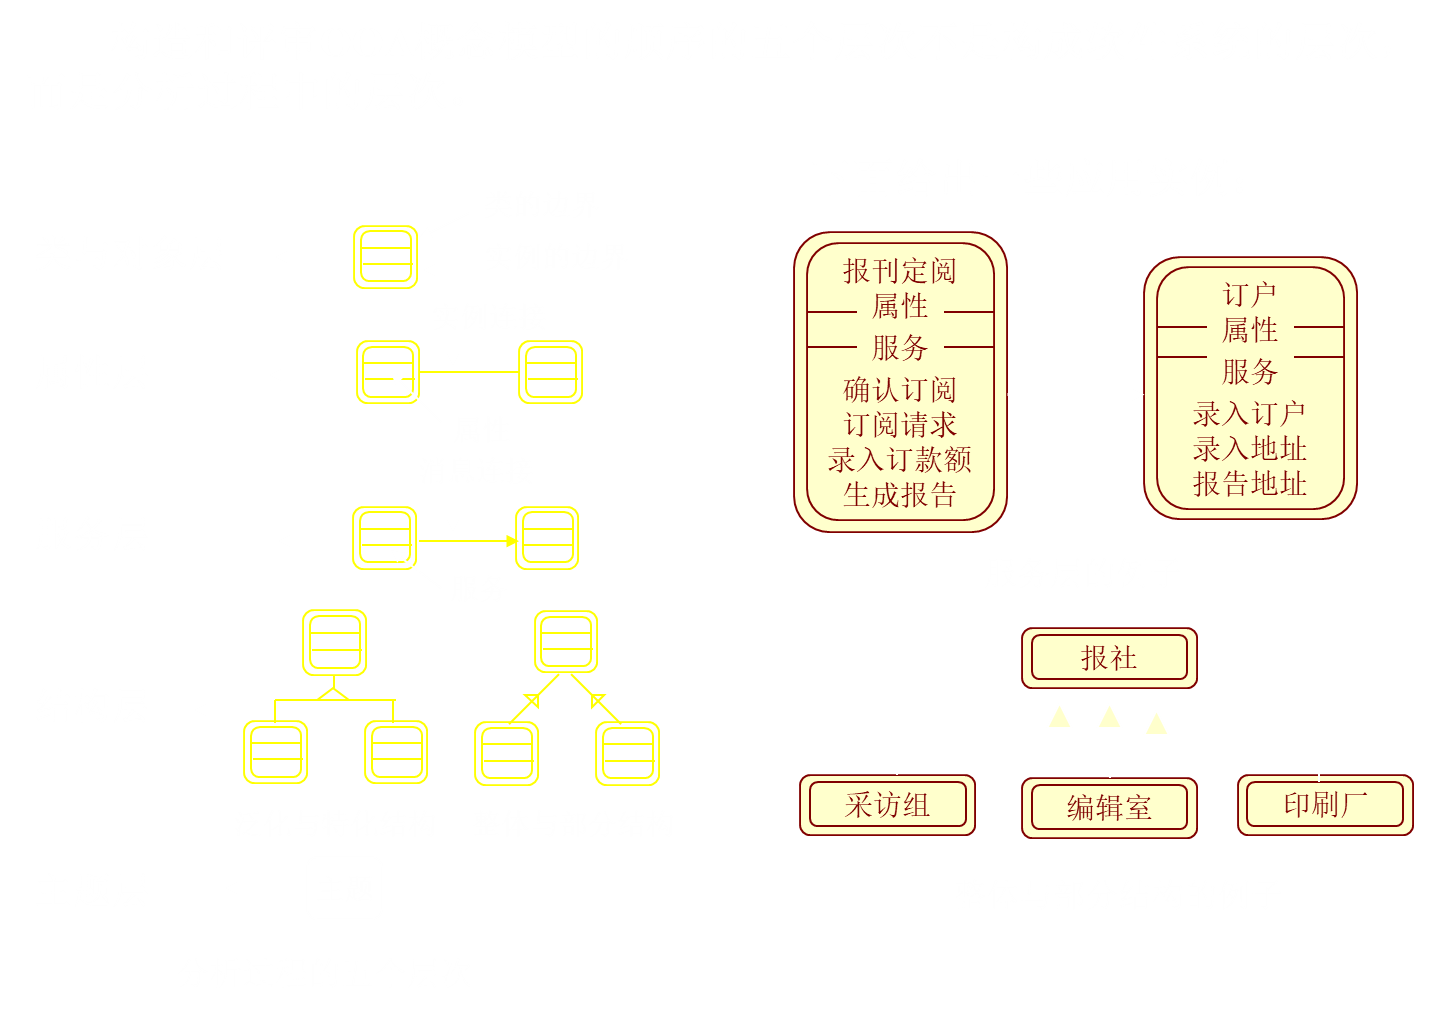 报刊定阅
属性
服务
确认订阅
订阅请求
录入订款额
生成报告
订户
属性
服务
录入订户
录入地址
报告地址
报社
采访组
编辑室
印刷厂